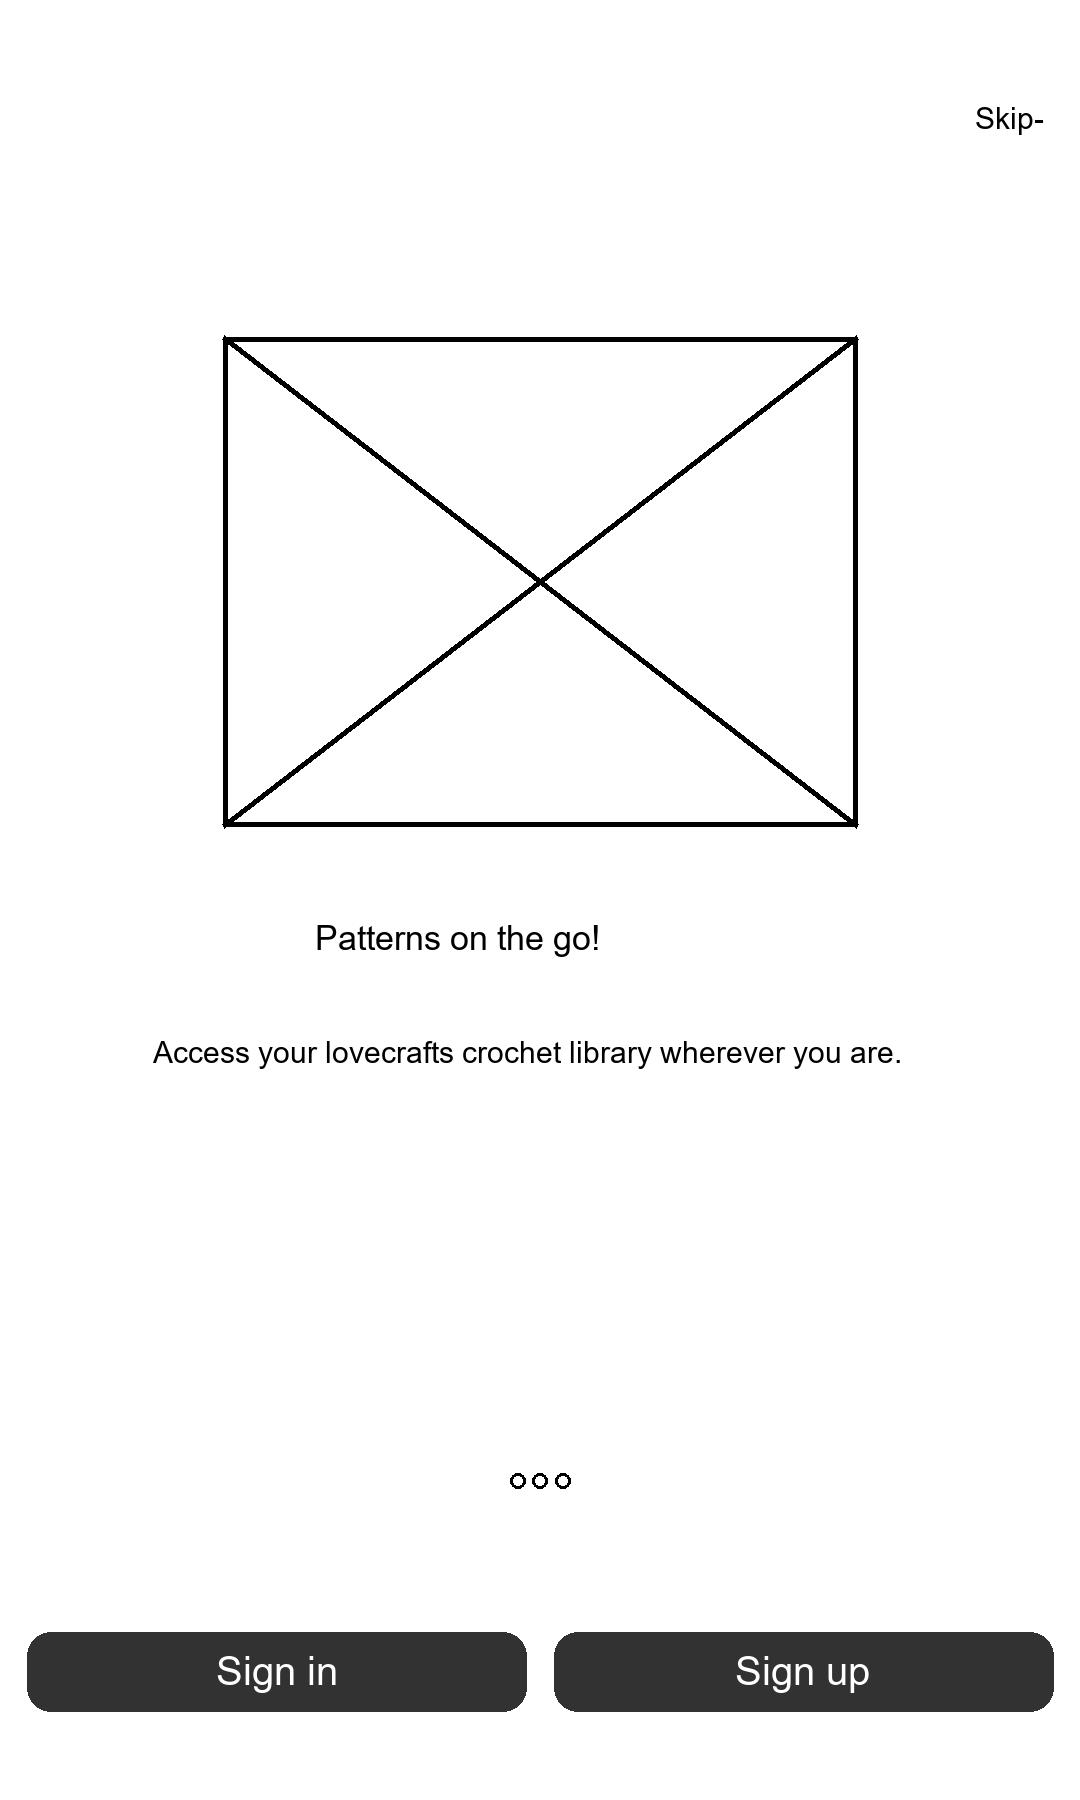 Skip-
Patterns on the go!
Access your lovecrafts crochet library wherever you are.
Sign in
Sign up